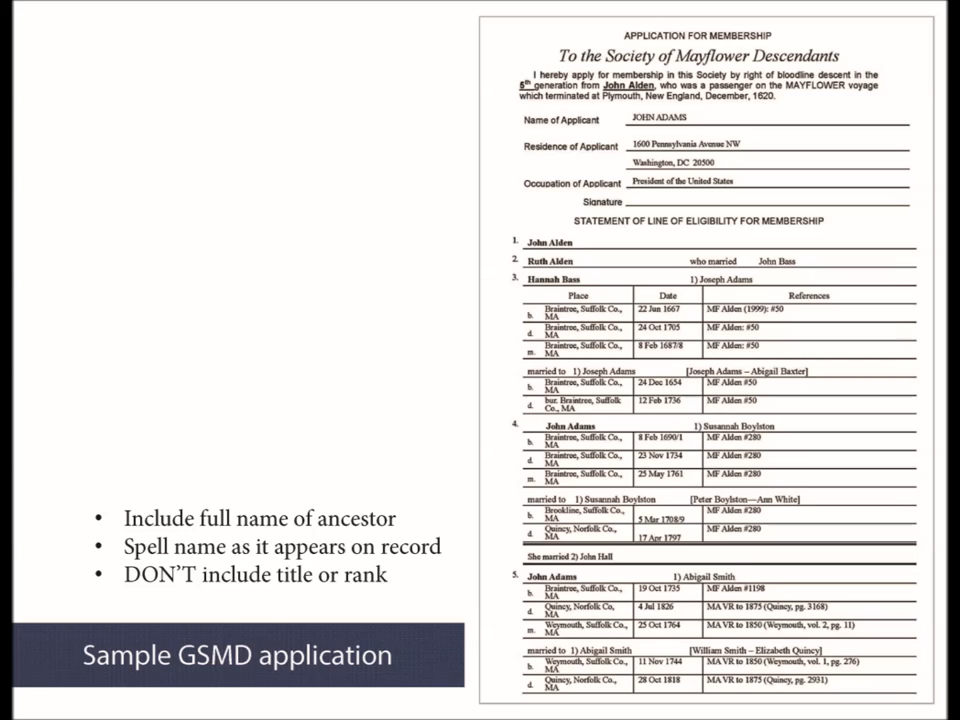 • Include full name of ancestor
• Spell name as it appears on record
• DON'T include title or rank
Sample GSMD application
APPLICATION FOR MEMBERSHIP
To the Society of Mayflower Descendants
I hereby apply for membership in this Society by right of bloodline descent in the
5th generation from John Alden, who was a passenger on the MAYFLOWER voyage
which terminated at Plymouth, New England, December, 1620.
Name of Applicant JOHN ADAMS
Residence of Applicant 1600 Pennsylvania Avenue NW
Washington, DC 20500
Occupation of Applicant President of the United States
Signature
STATEMENT OF LINE OF ELIGIBILITY FOR MEMBERSHIP
1. John Alden
2. Ruth Alden who married John Bass
3. Hannah Bass 1) Joseph Adams
Place Date References
b. Braintree, Suffolk Co., MA 22 Jun 1667 MF Alden (1999): #50
d. Braintree, Suffolk Co., MA 24 Oct 1705 MF Alden: #50
m. Braintree, Suffolk Co., MA 8 Feb 1687/8 MF Alden: #50
married to 1) Joseph Adams [Joseph Adams – Abigail Baxter]
b. Braintree, Suffolk Co., MA 24 Dec 1654 MF Alden #50
d. bur. Braintree, Suffolk Co., MA 12 Feb 1736 MF Alden #50
4. John Adams 1) Susannah Boylston
b. Braintree, Suffolk Co., MA 8 Feb 1690/1 MF Alden #280
d. Braintree, Suffolk Co., MA 23 Nov 1734 MF Alden #280
m. Braintree, Suffolk Co., MA 25 May 1761 MF Alden #280
married to 1) Susannah Boylston [Peter Boylston—Ann White]
b. Brookline, Suffolk Co., MA 5 Mar 1708/9 MF Alden #280
d. Quincy, Norfolk Co., MA 17 Apr 1797 MF Alden #280
She married 2) John Hall
5. John Adams 1) Abigail Smith
b. Braintree, Suffolk Co., MA 19 Oct 1735 MF Alden #1198
d. Quincy, Norfolk Co, MA 4 Jul 1826 MA VR to 1875 (Quincy, pg. 3168)
m. Weymouth, Suffolk Co., MA 25 Oct 1764 MA VR to 1850 (Weymouth, vol. 2, pg. 11)
married to 1) Abigail Smith [William Smith – Elizabeth Quincy]
b. Weymouth, Suffolk Co., MA 11 Nov 1744 MA VR to 1850 (Weymouth, vol. 1, pg. 276)
d. Quincy, Norfolk Co., MA 28 Oct 1818 MA VR to 1875 (Quincy, pg. 2931)